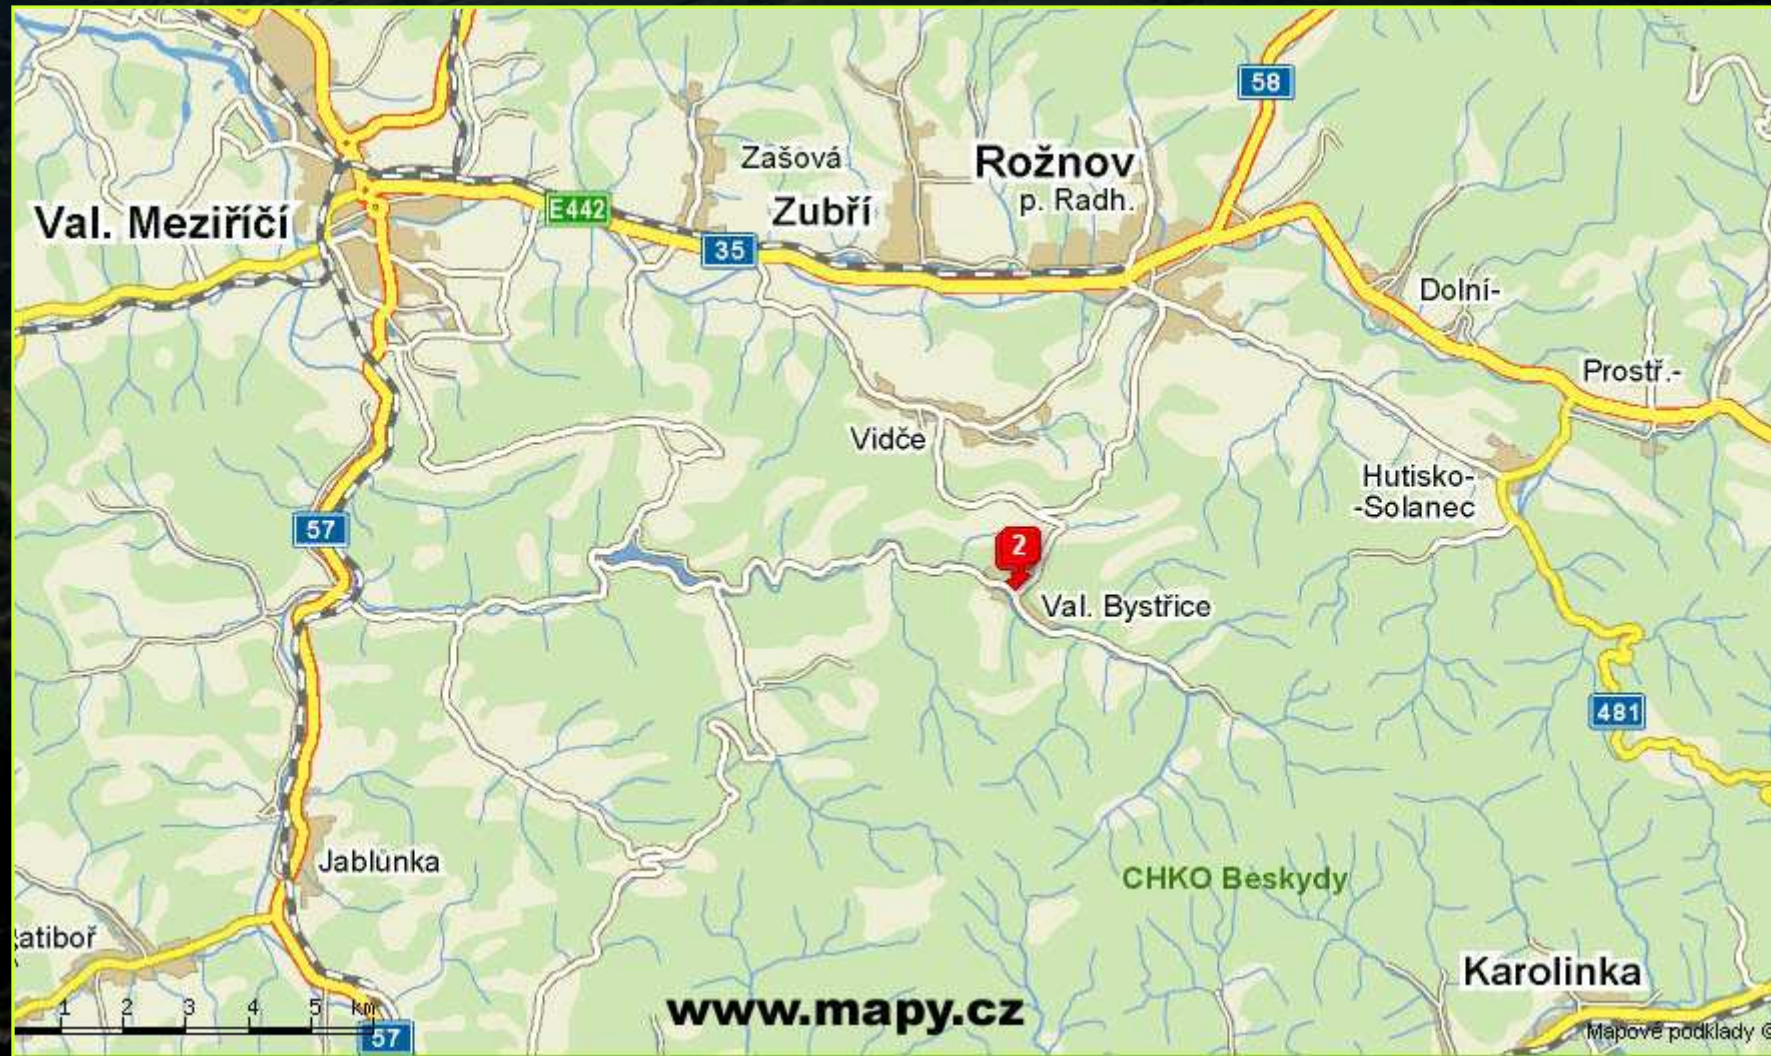 58
Zašová
Rožnov
p. Radh.
Zubří
E442
Val. Meziříčí
35
Dolní-
Prostř.-
Vidče
Hutisko-
-Solanec
57
2
Val. Bystřice
481
Jablůnka
CHKO Beskydy
atiboř
Karolinka
1 2 3 4 5 km
www.mapy.cz
57
Mapové podklady ©